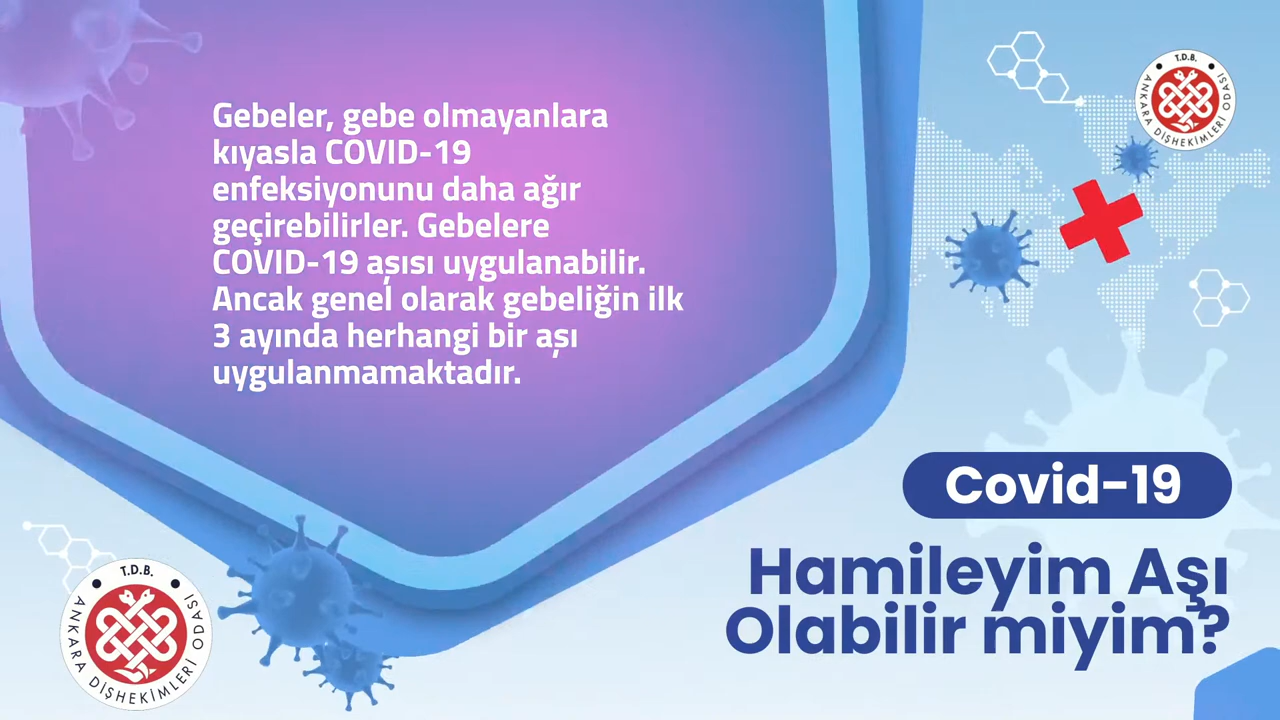 Gebeler, gebe olmayanlara
kıyasla COVID-19
enfeksiyonunu daha ağır
geçirebilirler. Gebelere
COVID-19 aşısı uygulanabilir.
Ancak genel olarak gebeliğin ilk
3 ayında herhangi bir aşı
uygulanmamaktadır.
T.D.B.
ANKARA DİŞHEKİMLERİ ODASI
Covid-19
Hamileyim Aşı
Olabilir miyim?
T.D.B.
ANKARA DİŞHEKİMLERİ ODASI